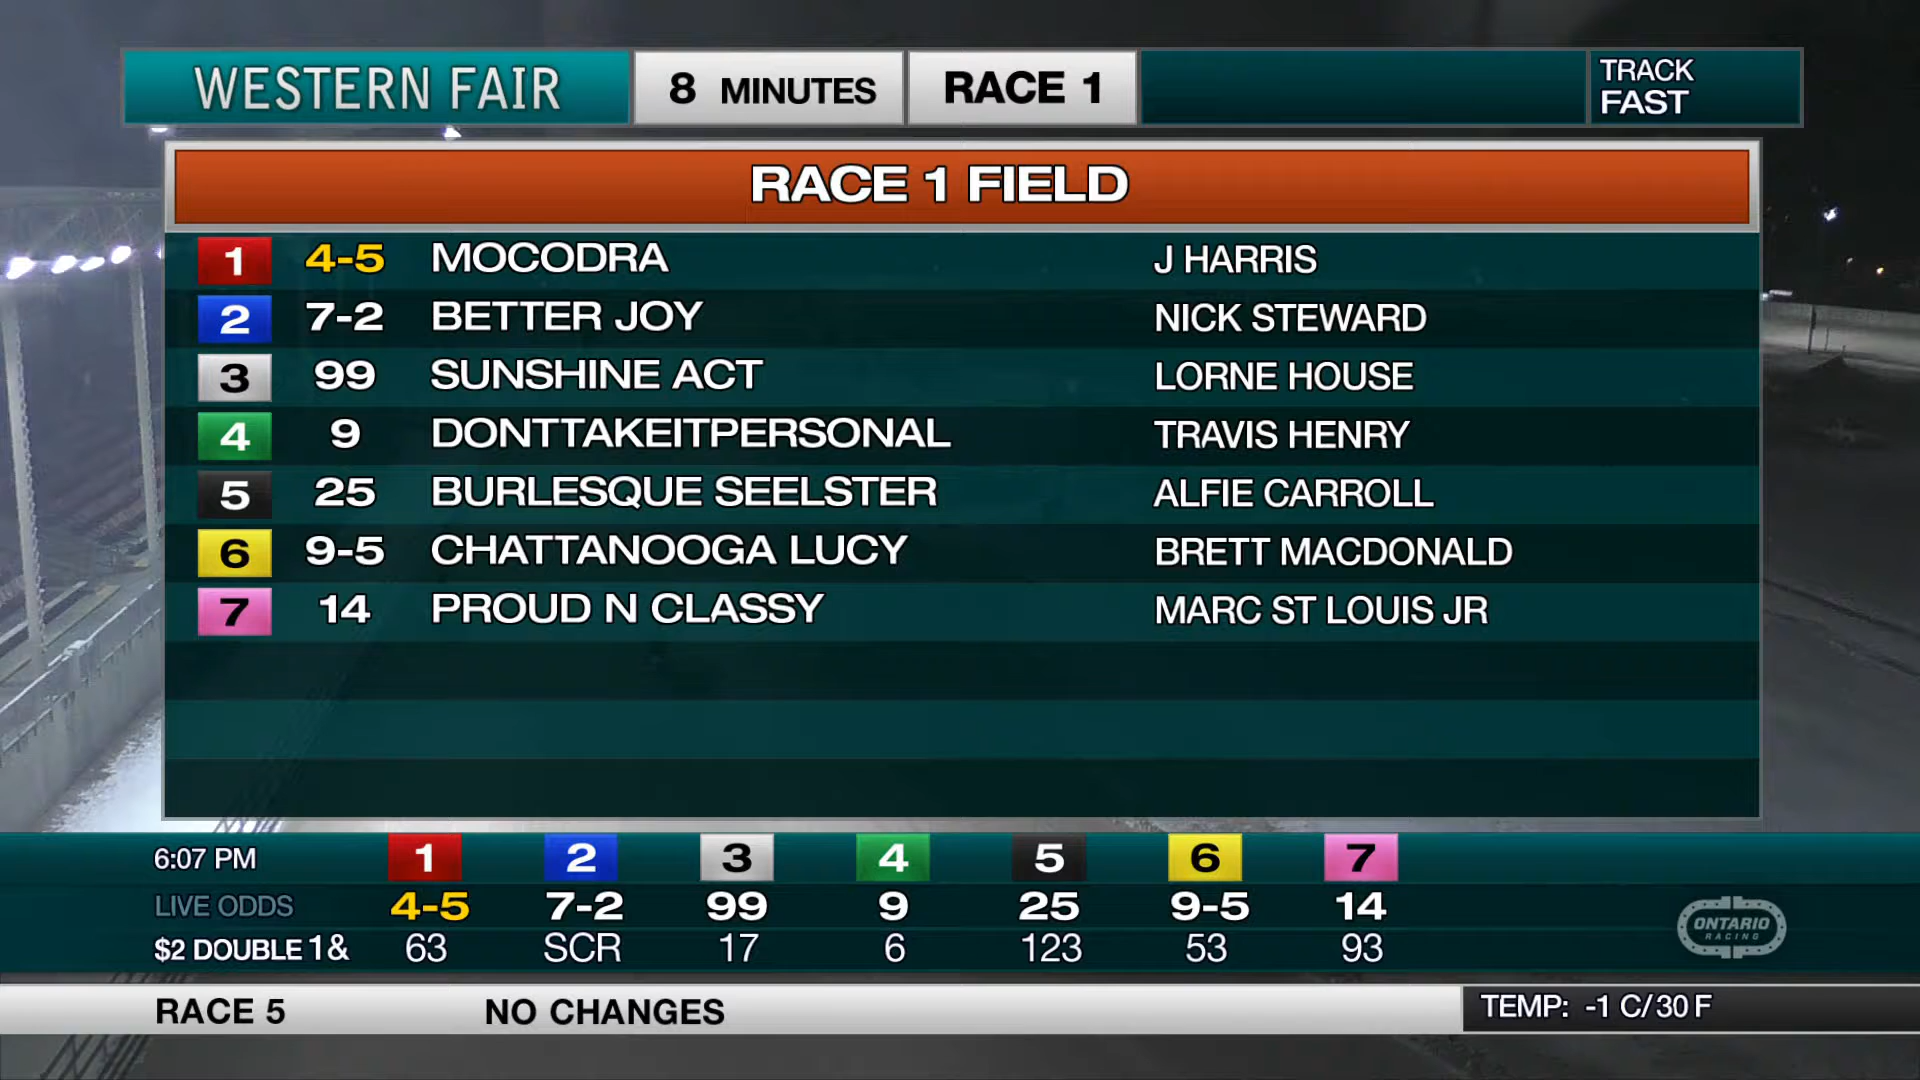 WESTERN FAIR 8 MINUTES RACE 1 TRACK FAST
RACE 1 FIELD
1 4-5 MOCODRA J HARRIS
2 7-2 BETTER JOY NICK STEWARD
3 99 SUNSHINE ACT LORNE HOUSE
4 9 DONTTAKEITPERSONAL TRAVIS HENRY
5 25 BURLESQUE SEELSTER ALFIE CARROLL
6 9-5 CHATTANOOGA LUCY BRETT MACDONALD
7 14 PROUD N CLASSY MARC ST LOUIS JR
6:07 PM 1 2 3 4 5 6 7
LIVE ODDS 4-5 7-2 99 9 25 9-5 14
$2 DOUBLE 1& 63 SCR 17 6 123 53 93
ONTARIO
RACING
RACE 5 NO CHANGES TEMP: -1 C/30 F